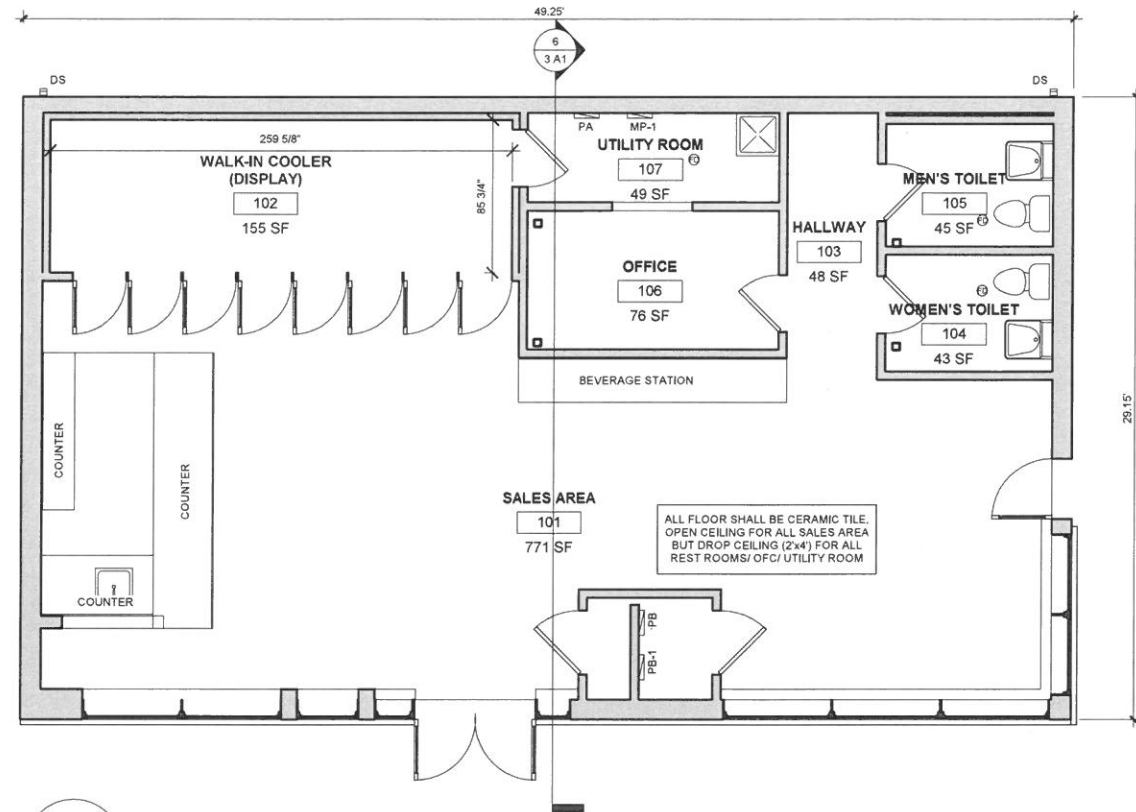 49.25'
6
3 A1
DS
DS
259 5/8"
WALK-IN COOLER
(DISPLAY)
102
155 SF
85 3/4"
PA
MP-1
UTILITY ROOM
107
FD
49 SF
OFFICE
106
76 SF
HALLWAY
103
48 SF
MEN'S TOILET
105
FD
45 SF
FD
WOMEN'S TOILET
104
43 SF
BEVERAGE STATION
29.15'
COUNTER
COUNTER
COUNTER
SALES AREA
101
771 SF
ALL FLOOR SHALL BE CERAMIC TILE,
OPEN CEILING FOR ALL SALES AREA
BUT DROP CEILING (2'x4') FOR ALL
REST ROOMS/ OFC/ UTILITY ROOM
PB
PB-1